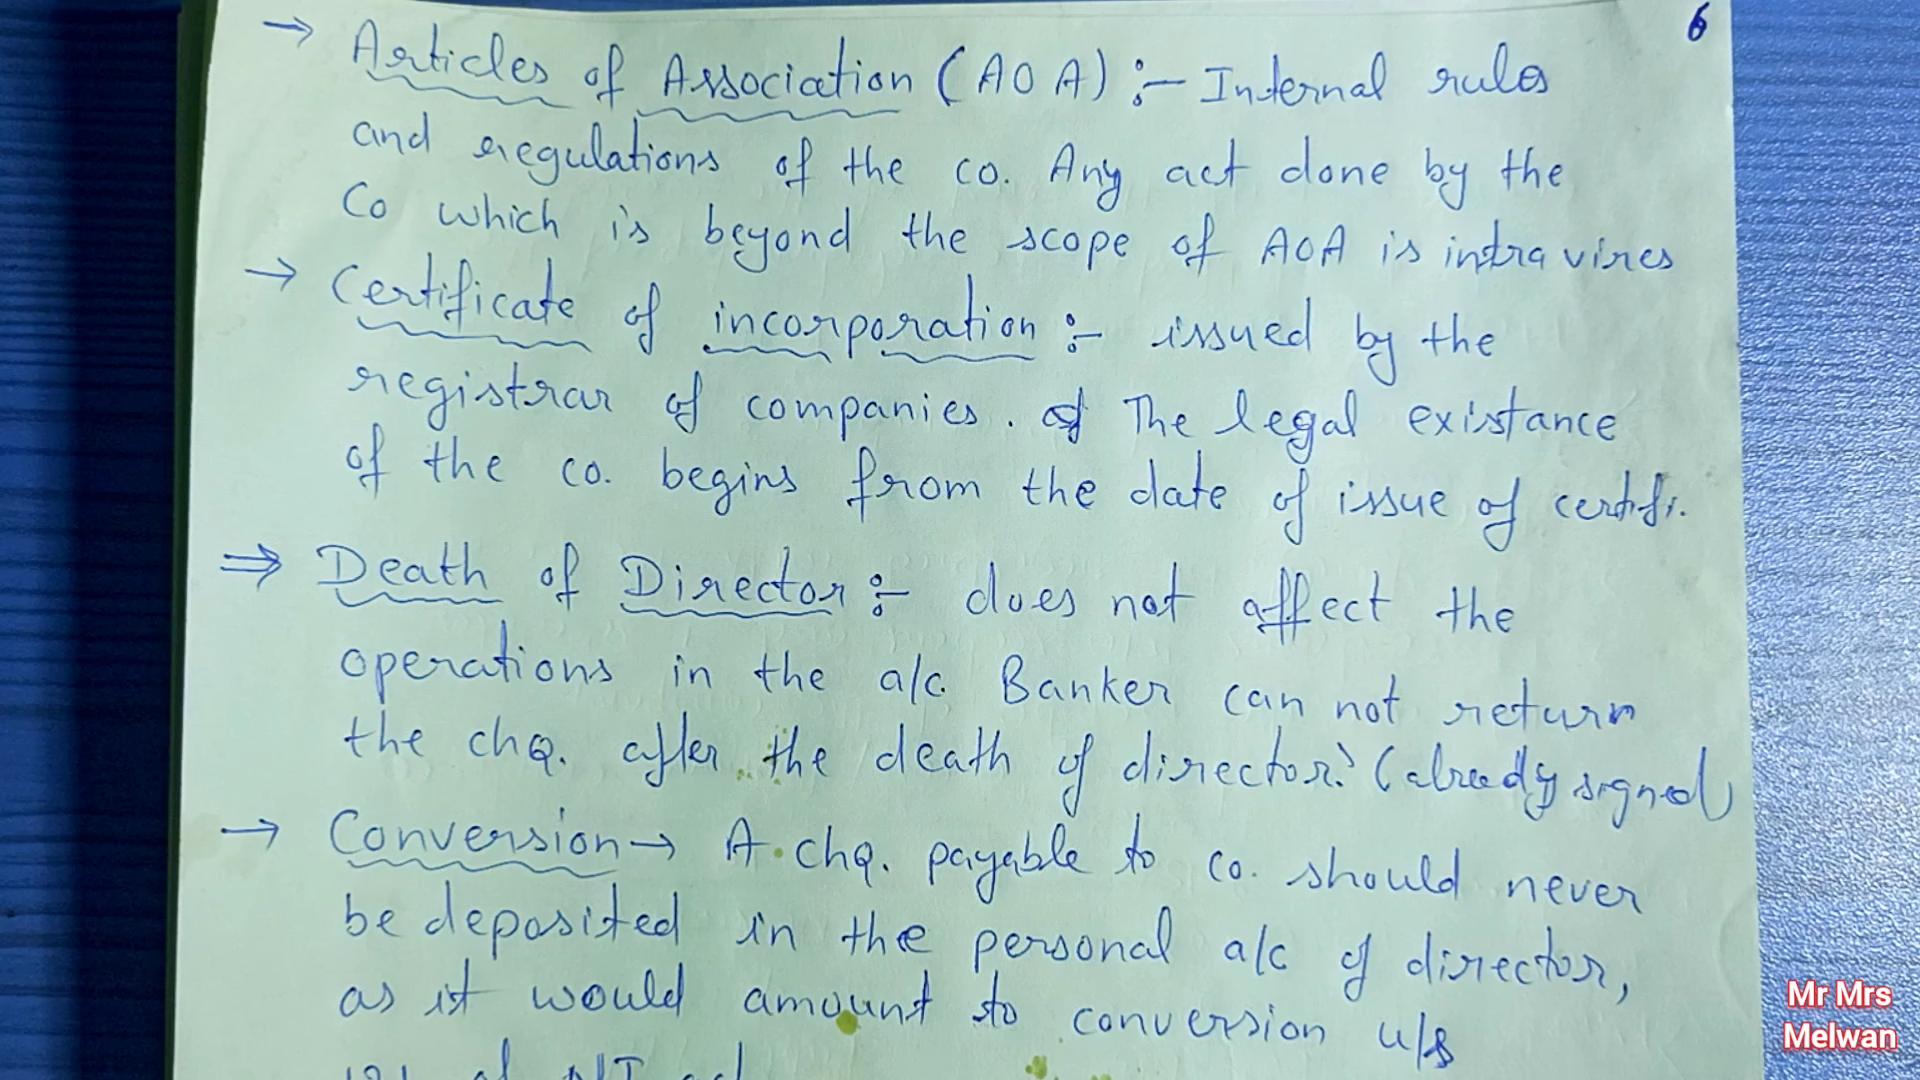 6
→ Articles of Association (AOA) :- Internal rules
and regulations of the co. Any act done by the
Co which is beyond the scope of AOA is intra vires
→ Certificate of incorporation :- issued by the
registrar of companies. The legal existance
of the co. begins from the date of issue of certifi.
⇒ Death of Director :- does not affect the
operations in the a/c. Banker can not return
the chq. after the death of director. (already signed)
→ Conversion → A chq. payable to co. should never
be deposited in the personal a/c of director,
as it would amount to conversion u/s
Mr Mrs
Melwan